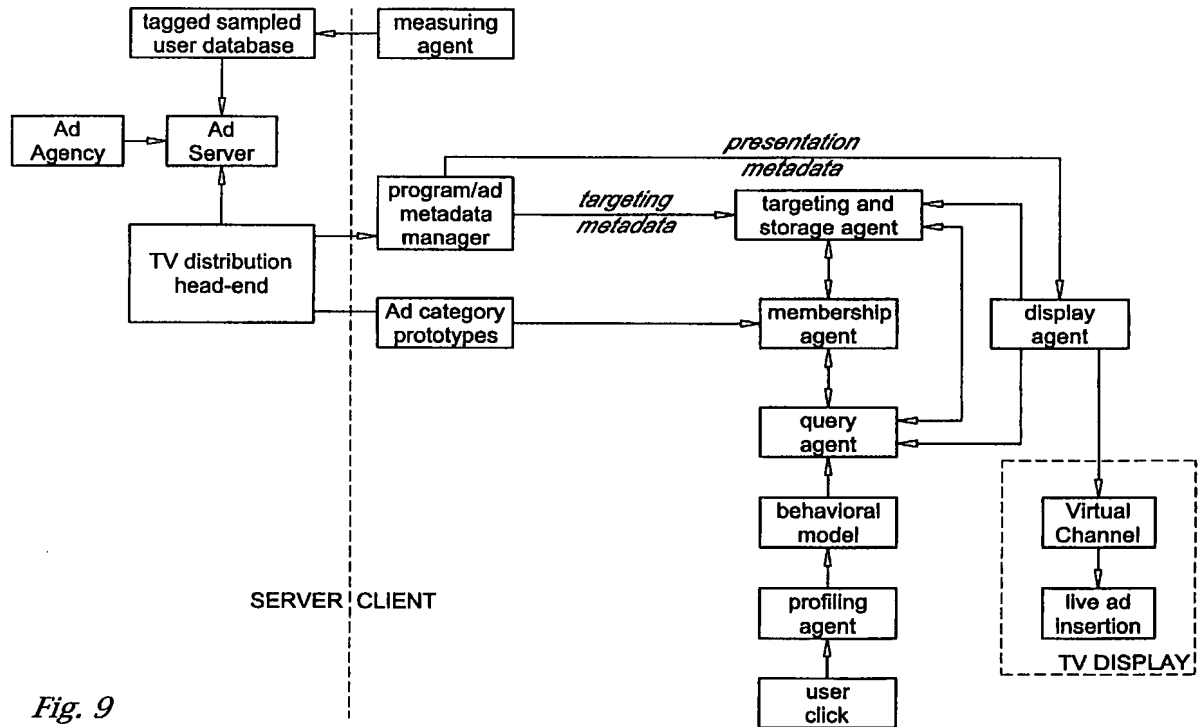 tagged sampled
user database
measuring
agent
Ad
Agency
Ad
Server
presentation
metadata
program/ad
metadata
manager
targeting
metadata
targeting and
storage agent
TV distribution
head-end
Ad category
prototypes
membership
agent
display
agent
query
agent
behavioral
model
Virtual
Channel
SERVER CLIENT
profiling
agent
live ad
insertion
TV DISPLAY
user
click
Fig. 9